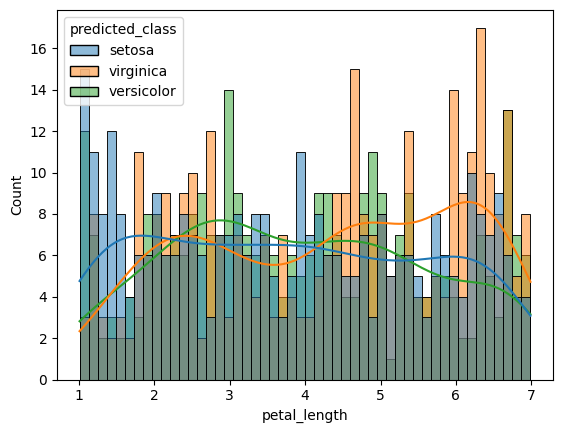 predicted_class
setosa
virginica
versicolor
Count
16
14
12
10
8
6
4
2
0
1 2 3 4 5 6 7
petal_length